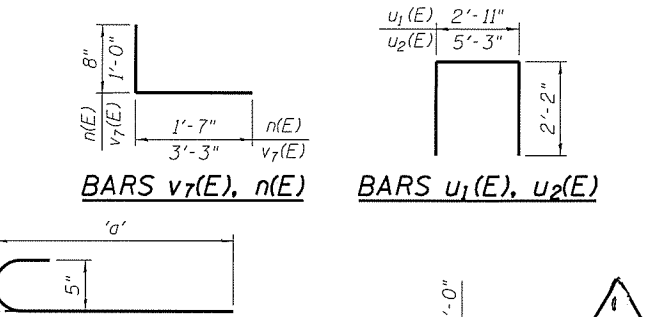 u₁(E) 2'-11"
u₂(E) 5'-3"
8"
1'-0"
n(E)
v₇(E)
1'-7" n(E)
3'-3" v₇(E)
2'-2"
BARS v₇(E), n(E)
BARS u₁(E), u₂(E)
'a'
5"
'-0"